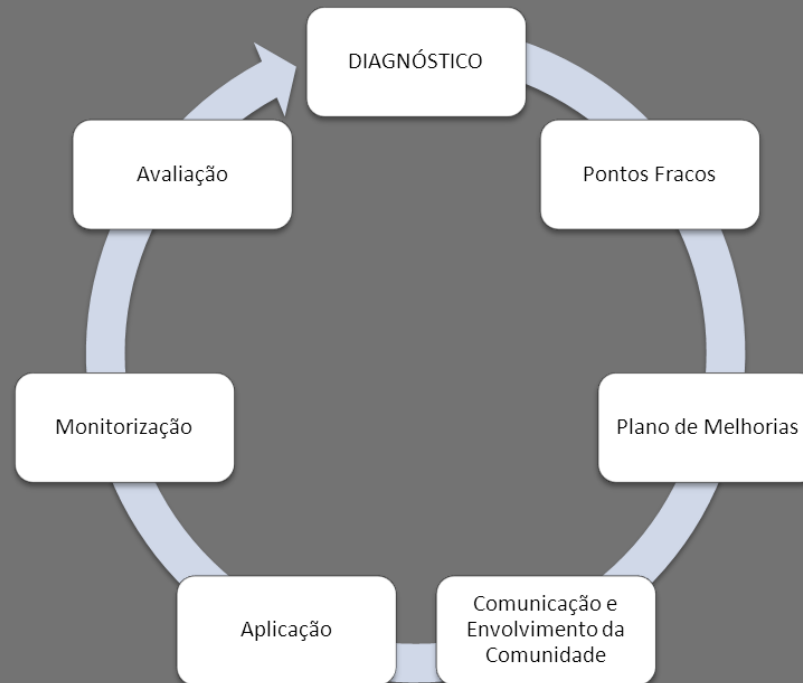 DIAGNÓSTICO
Pontos Fracos
Plano de Melhorias
Comunicação e
Envolvimento da
Comunidade
Aplicação
Monitorização
Avaliação